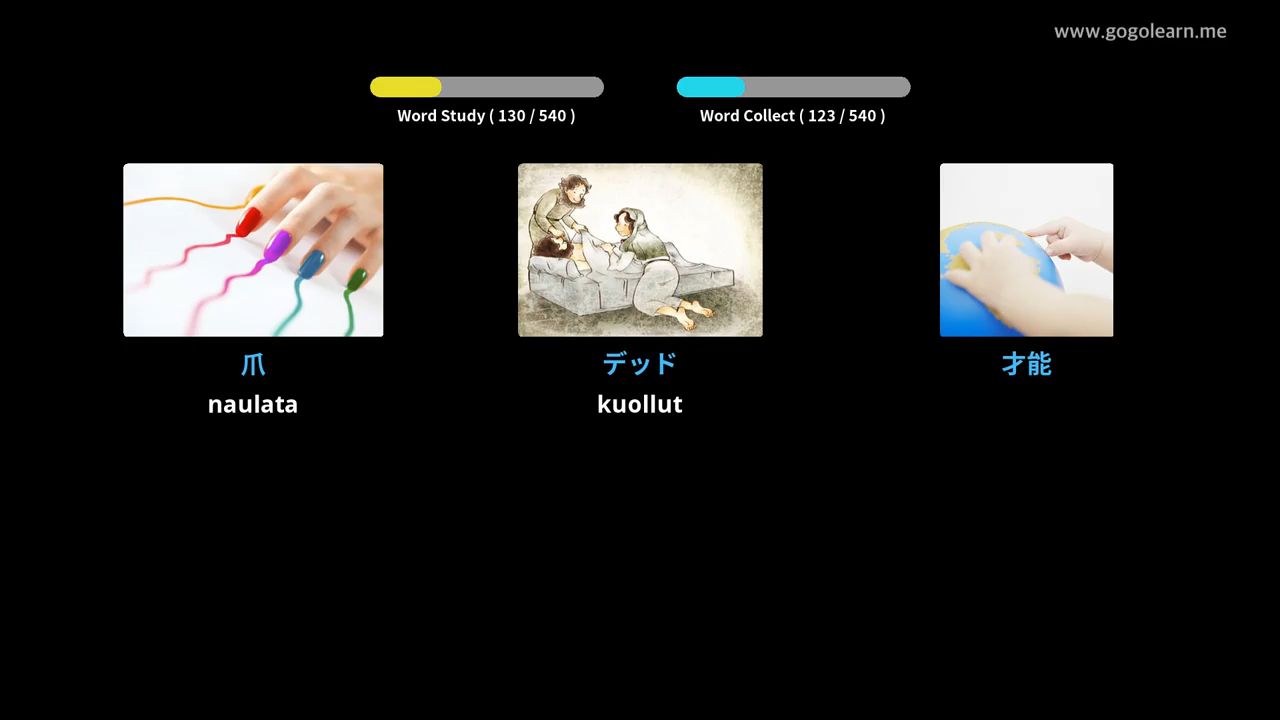 www.gogolearn.me
Word Study ( 130 / 540 )
Word Collect ( 123 / 540 )
爪
デッド
才能
naulata
kuollut